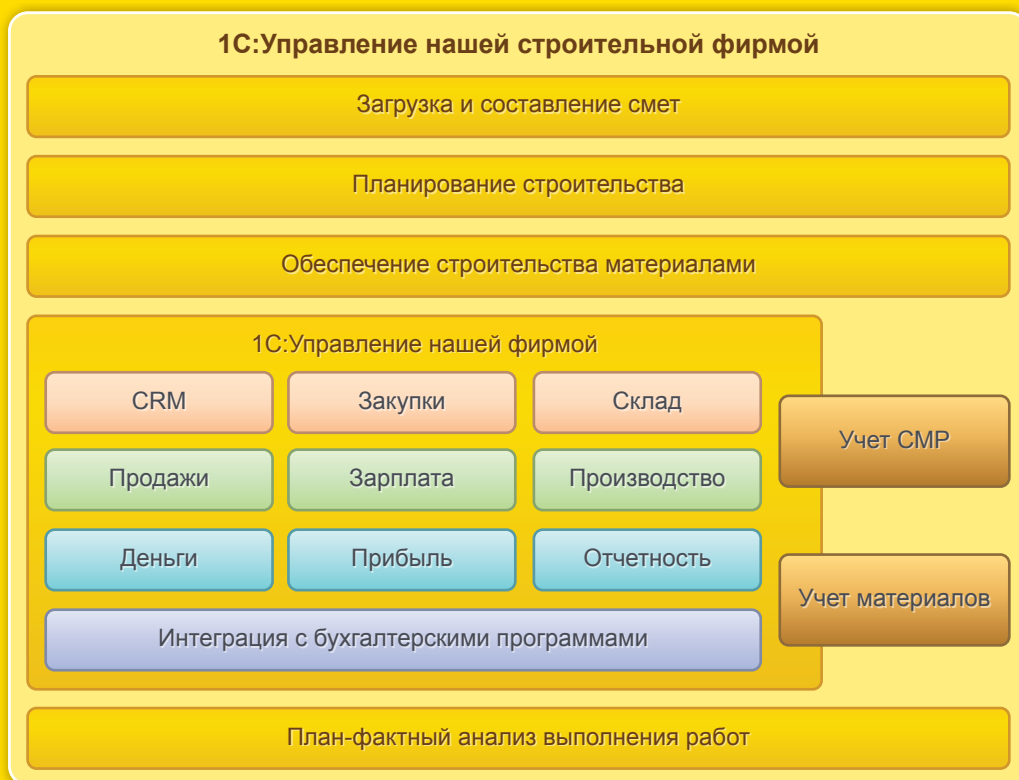 1С:Управление нашей строительной фирмой
Загрузка и составление смет
Планирование строительства
Обеспечение строительства материалами
1С:Управление нашей фирмой
CRM
Закупки
Склад
Учет СМР
Продажи
Зарплата
Производство
Деньги
Прибыль
Отчетность
Учет материалов
Интеграция с бухгалтерскими программами
План-фактный анализ выполнения работ